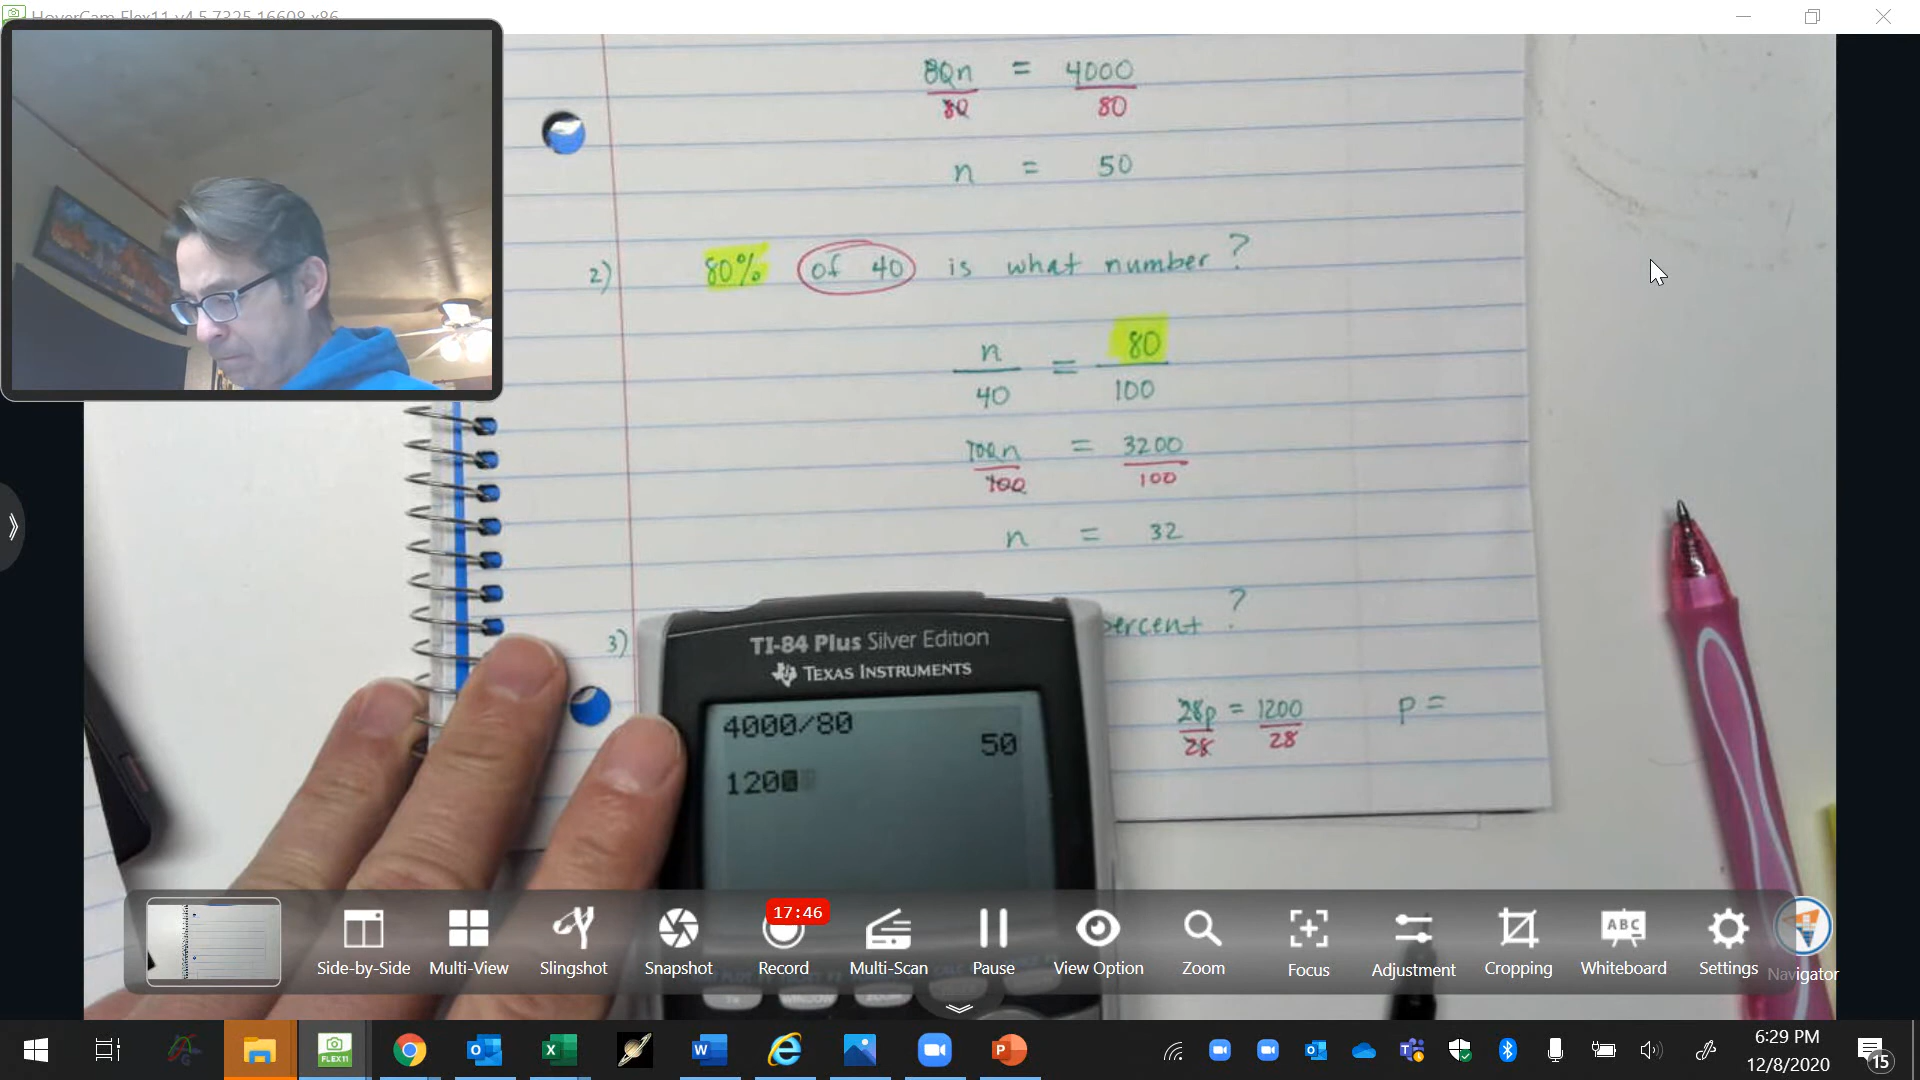 HoverCam Flex11 v4.5.7325.16608 x86
80n = 4000
80 80
n = 50
2) 80% of 40 is what number?
n = 80
40 100
100n = 3200
100 100
n = 32
3) percent ?
TI-84 Plus Silver Edition
TEXAS INSTRUMENTS
28p = 1200 p =
28 28
4000/80
50
1200
17:46
Side-by-Side Multi-View Slingshot Snapshot Record Multi-Scan Pause View Option Zoom Focus Adjustment Cropping ABC Whiteboard Settings Navigator
FLEX11
6:29 PM
12/8/2020
15